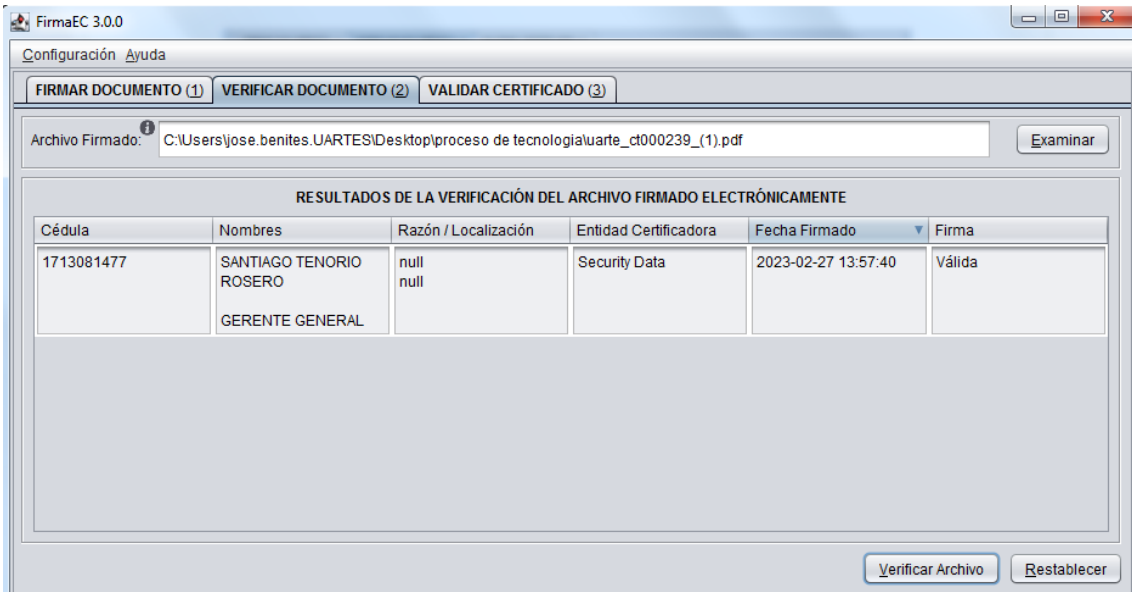 FirmaEC 3.0.0
Configuración Ayuda
FIRMAR DOCUMENTO (1) VERIFICAR DOCUMENTO (2) VALIDAR CERTIFICADO (3)
Archivo Firmado: C:\Users\jose.benites.UARTES\Desktop\proceso de tecnologia\uarte_ct000239_(1).pdf Examinar
RESULTADOS DE LA VERIFICACIÓN DEL ARCHIVO FIRMADO ELECTRÓNICAMENTE
Cédula Nombres Razón / Localización Entidad Certificadora Fecha Firmado Firma
1713081477 SANTIAGO TENORIO null Security Data 2023-02-27 13:57:40 Válida
ROSERO null
GERENTE GENERAL
Verificar Archivo Restablecer